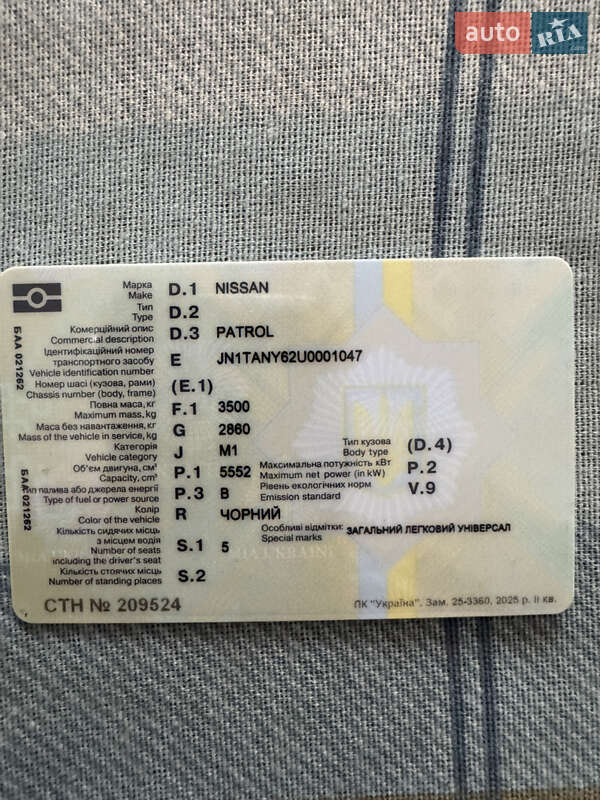 auto RIA
Марка D.1 NISSAN
Make
Тип D.2
Type
Комерційний опис D.3 PATROL
Commercial description
Ідентифікаційний номер
транспортного засобу E JN1TANY62U0001047
Vehicle identification number
Номер шасі (кузова, рами) (E.1)
Chassis number (body, frame)
Повна маса, кг F.1 3500
Maximum mass, kg
Маса без навантаження, кг G 2860
Mass of the vehicle in service, kg
Категорія J M1
Vehicle category
Тип кузова (D.4)
Body type
Об'єм двигуна, см³ P.1 5552
Capacity, cm³
Максимальна потужність кВт P.2
Maximum net power (in kW)
Тип палива або джерела енергії P.3 B
Type of fuel or power source
Рівень екологічних норм V.9
Emission standard
Колір R ЧОРНИЙ
Color of the vehicle
Особливі відмітки: ЗАГАЛЬНИЙ ЛЕГКОВИЙ УНІВЕРСАЛ
Special marks
Кількість сидячих місць
з місцем водія S.1 5
Number of seats
including the driver's seat
Кількість стоячих місць S.2
Number of standing places
СТН № 209524
ПК "Україна", Зам. 25-3360, 2025 р. II кв.
БАА 021262
БАА 021262